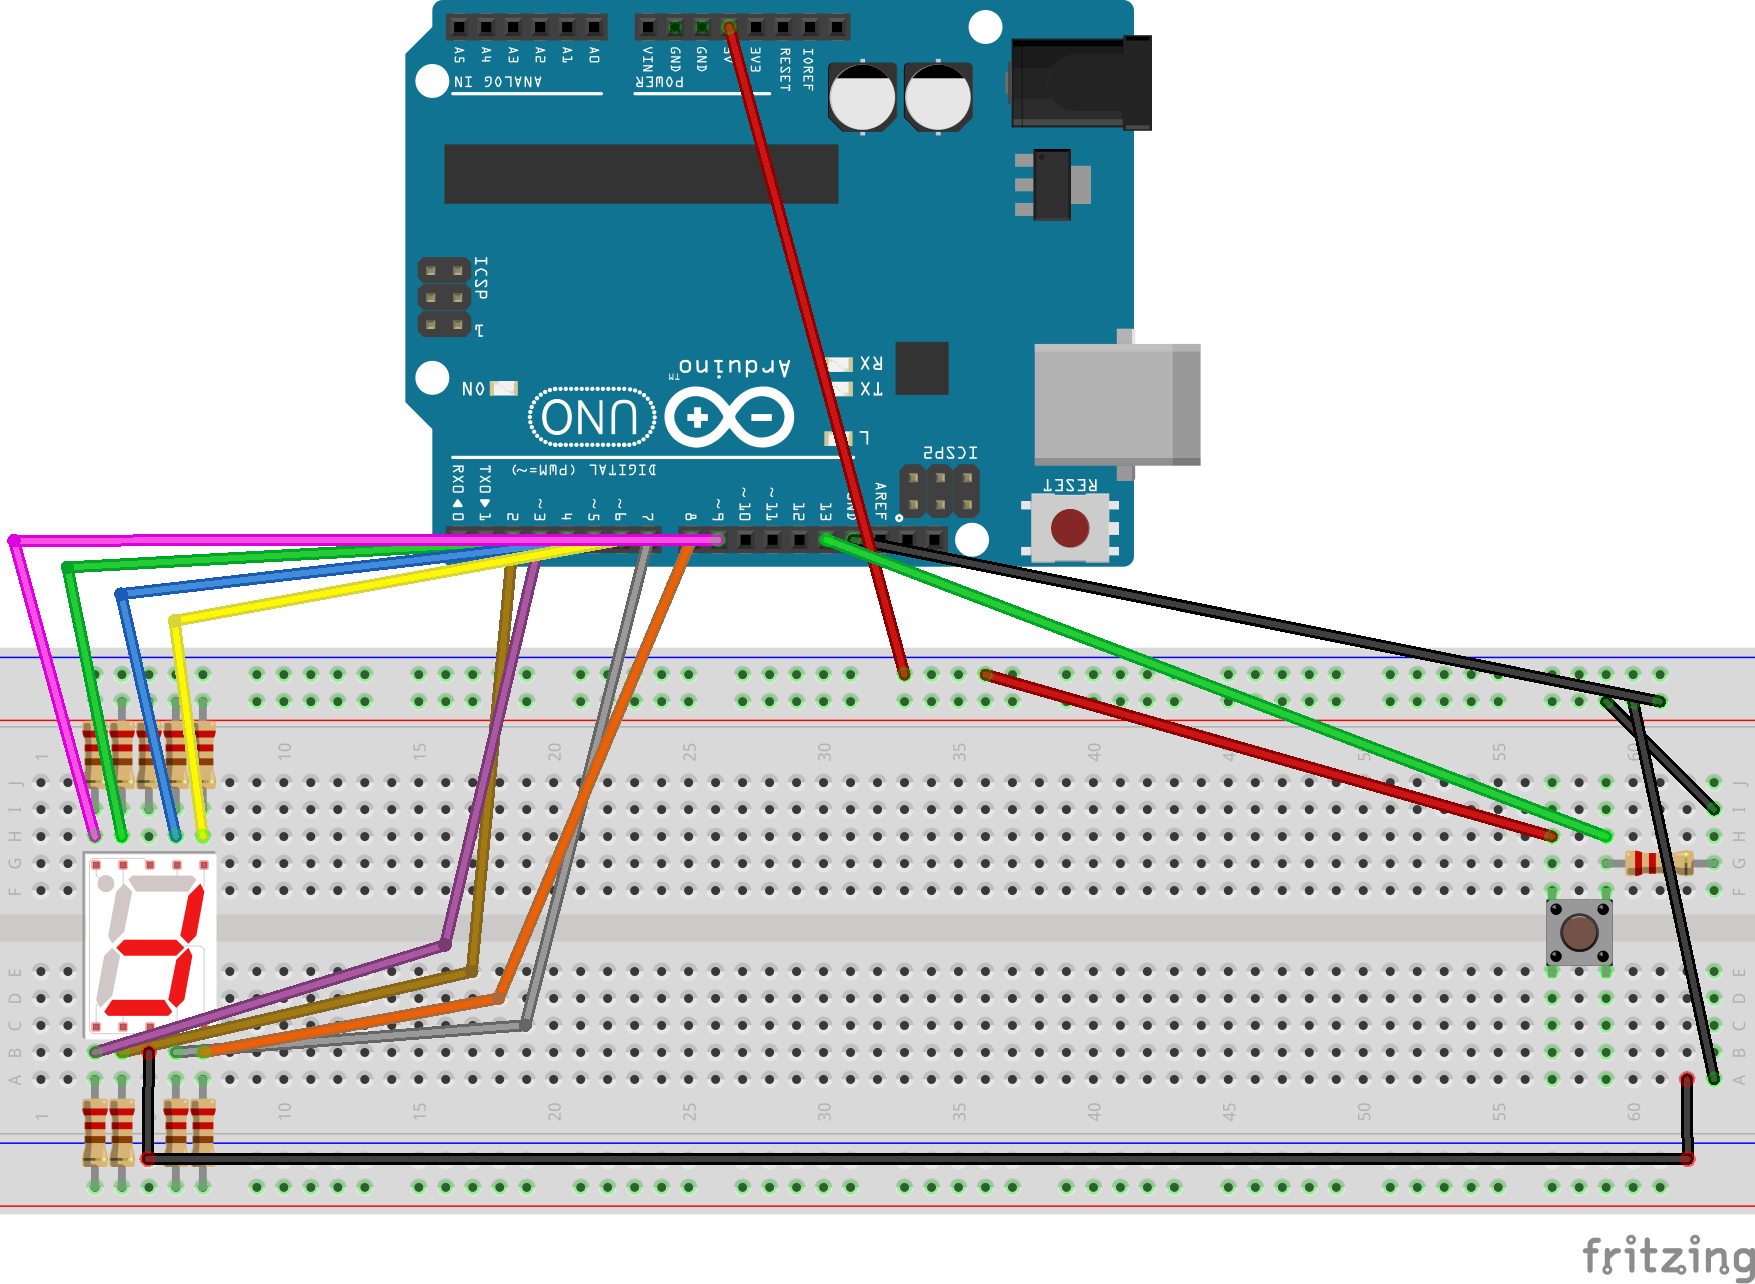 A5 A4 A3 A2 A1 A0 VIN GND GND 5V 3V3 RESET IOREF
ANALOG IN POWER
ICSP
1
Arduino
TM
ON
UNO
RX
TX
L
ICSP2
DIGITAL (PWM=~)
RESET
RX0 TX0
0 1 2 ~3 4 ~5 ~6 7 8 ~9 ~10 ~11 12 13 GND AREF
1 10 15 20 25 30 35 40 45 50 55 60
J J
I I
H H
G G
F F
E E
D D
C C
B B
A A
1 10 15 20 25 30 35 40 45 50 55 60
fritzing